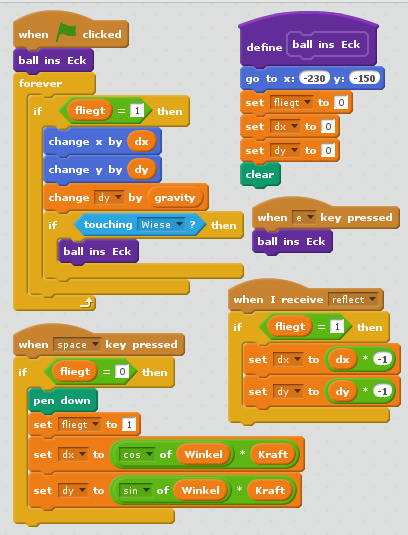 when clicked
ball ins Eck
forever
if fliegt = 1 then
change x by dx
change y by dy
change dy by gravity
if touching Wiese ? then
ball ins Eck
when space key pressed
if fliegt = 0 then
pen down
set fliegt to 1
set dx to cos of Winkel * Kraft
set dy to sin of Winkel * Kraft
define ball ins Eck
go to x: -230 y: -150
set fliegt to 0
set dx to 0
set dy to 0
clear
when e key pressed
ball ins Eck
when I receive reflect
if fliegt = 1 then
set dx to dx * -1
set dy to dy * -1